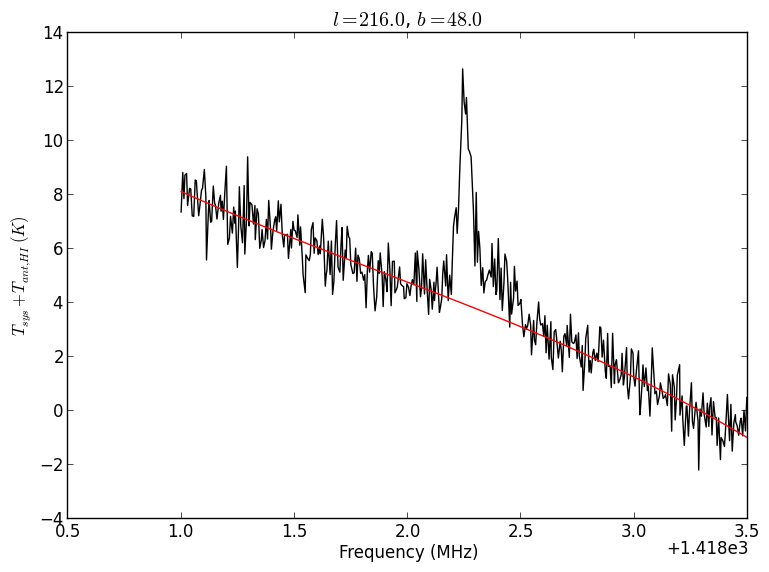 l = 216.0, b = 48.0
14
12
10
8
6
4
2
0
−2
−4
T_sys + T_ant,HI (K)
0.5 1.0 1.5 2.0 2.5 3.0 3.5
Frequency (MHz)
+1.418e3